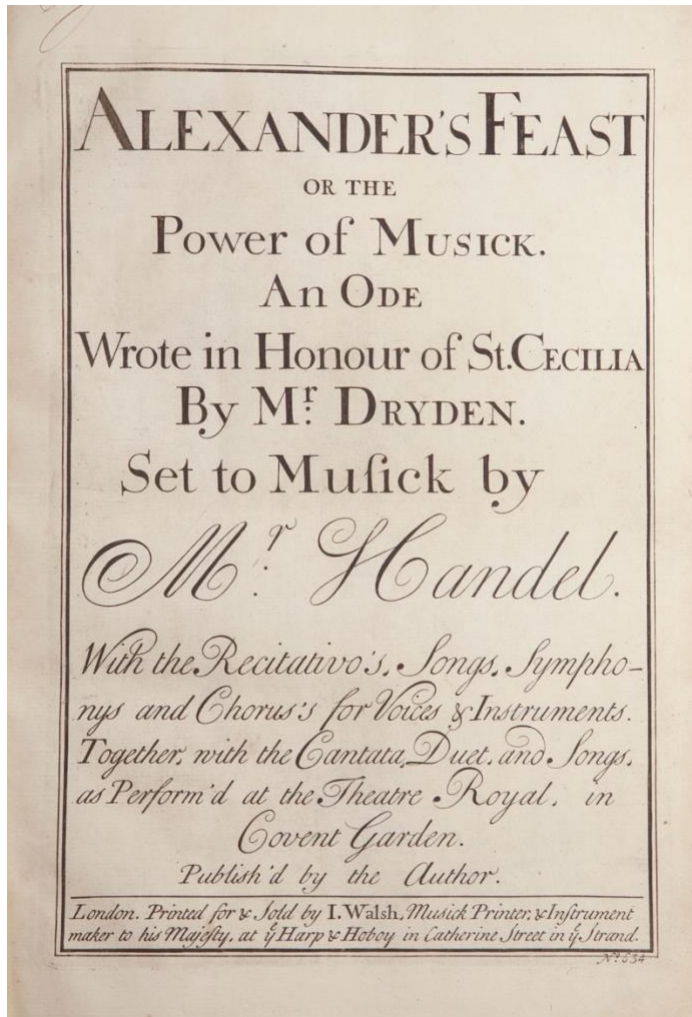 ALEXANDER'S FEAST
OR THE
Power of MUSICK.
An ODE
Wrote in Honour of St. CECILIA
By Mr. DRYDEN.
Set to Muſick by
Mr. Handel.
With the Recitativo's, Songs, Sympho-
nys and Chorus's for Voices & Instruments.
Together, with the Cantata, Duet, and Songs,
as Perform'd at the Theatre Royal, in
Covent Garden.
Publish'd by the Author.
London. Printed for & Sold by I. Walsh, Musick Printer, & Inſtrument
maker to his Majeſty, at ye Harp & Hoboy in Catherine Street in ye Strand.
No. 634